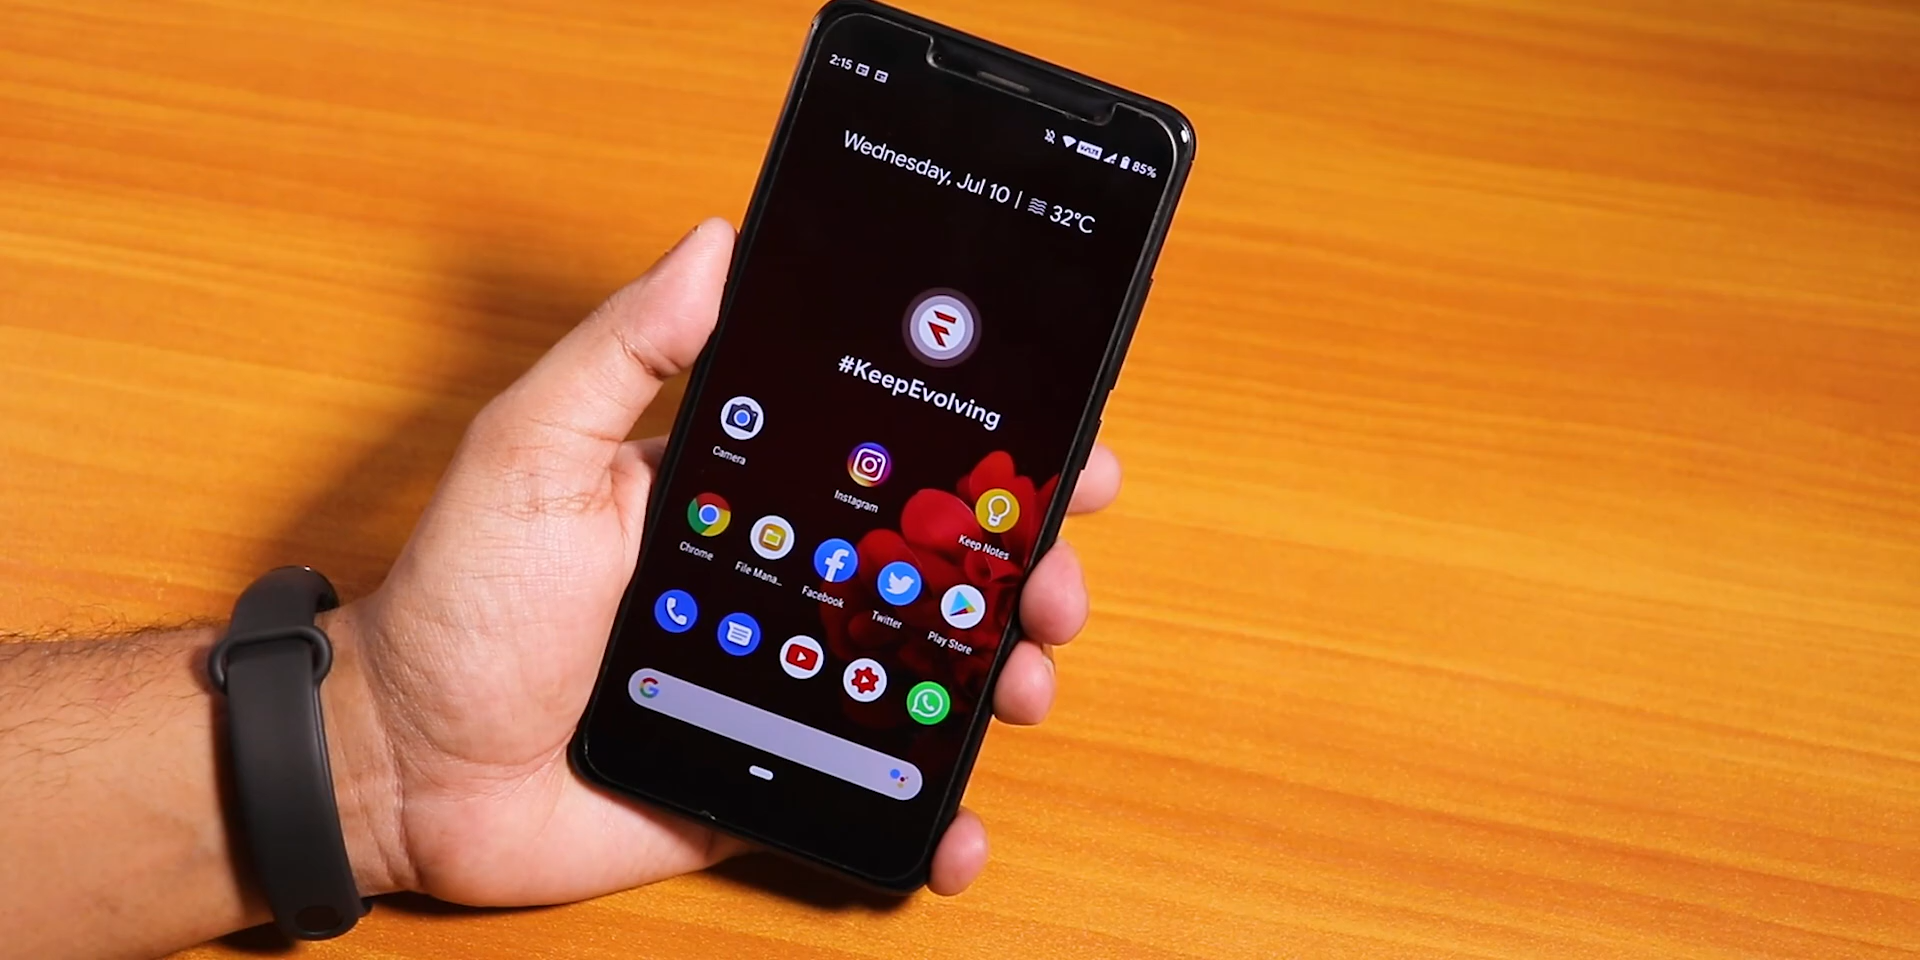 2:15
VoLTE 85%
Wednesday, Jul 10 | 32°C
#KeepEvolving
Camera
Instagram
Keep Notes
Chrome
File Mana...
Facebook
Twitter
Play Store